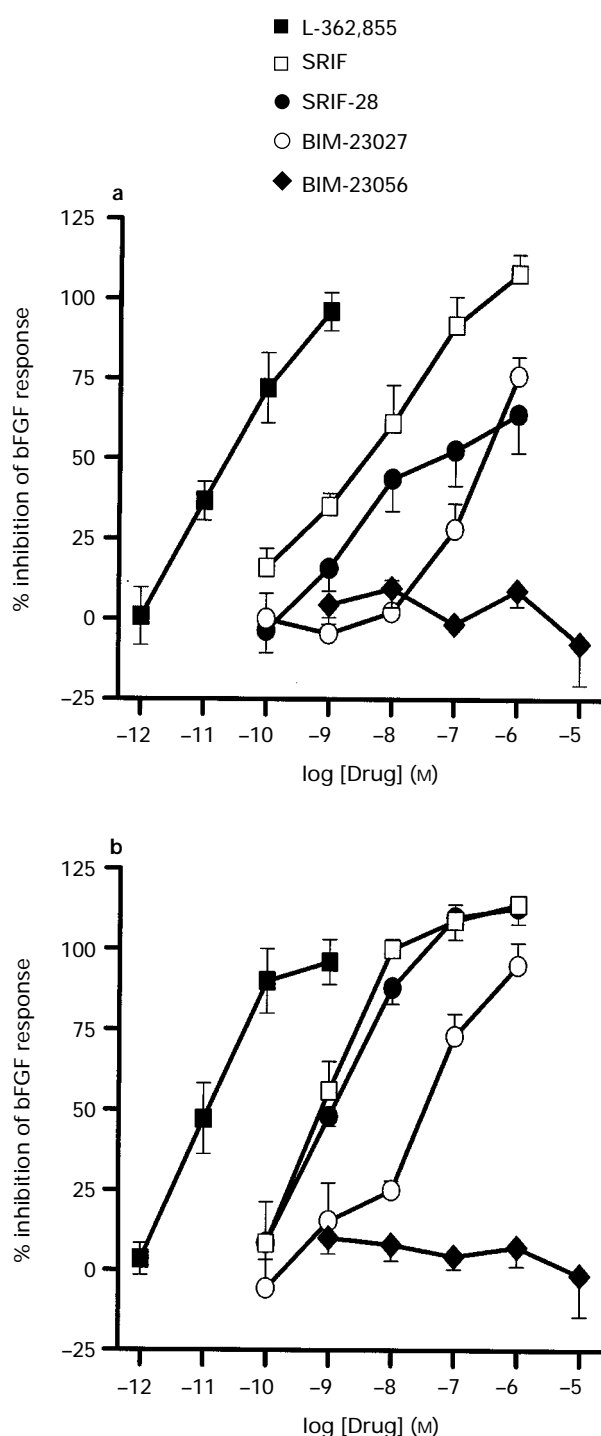 L-362,855
SRIF
SRIF-28
BIM-23027
BIM-23056
a
125
100
75
50
25
0
−25
% inhibition of bFGF response
−12 −11 −10 −9 −8 −7 −6 −5
log [Drug] (M)
b
125
100
75
50
25
0
−25
% inhibition of bFGF response
−12 −11 −10 −9 −8 −7 −6 −5
log [Drug] (M)